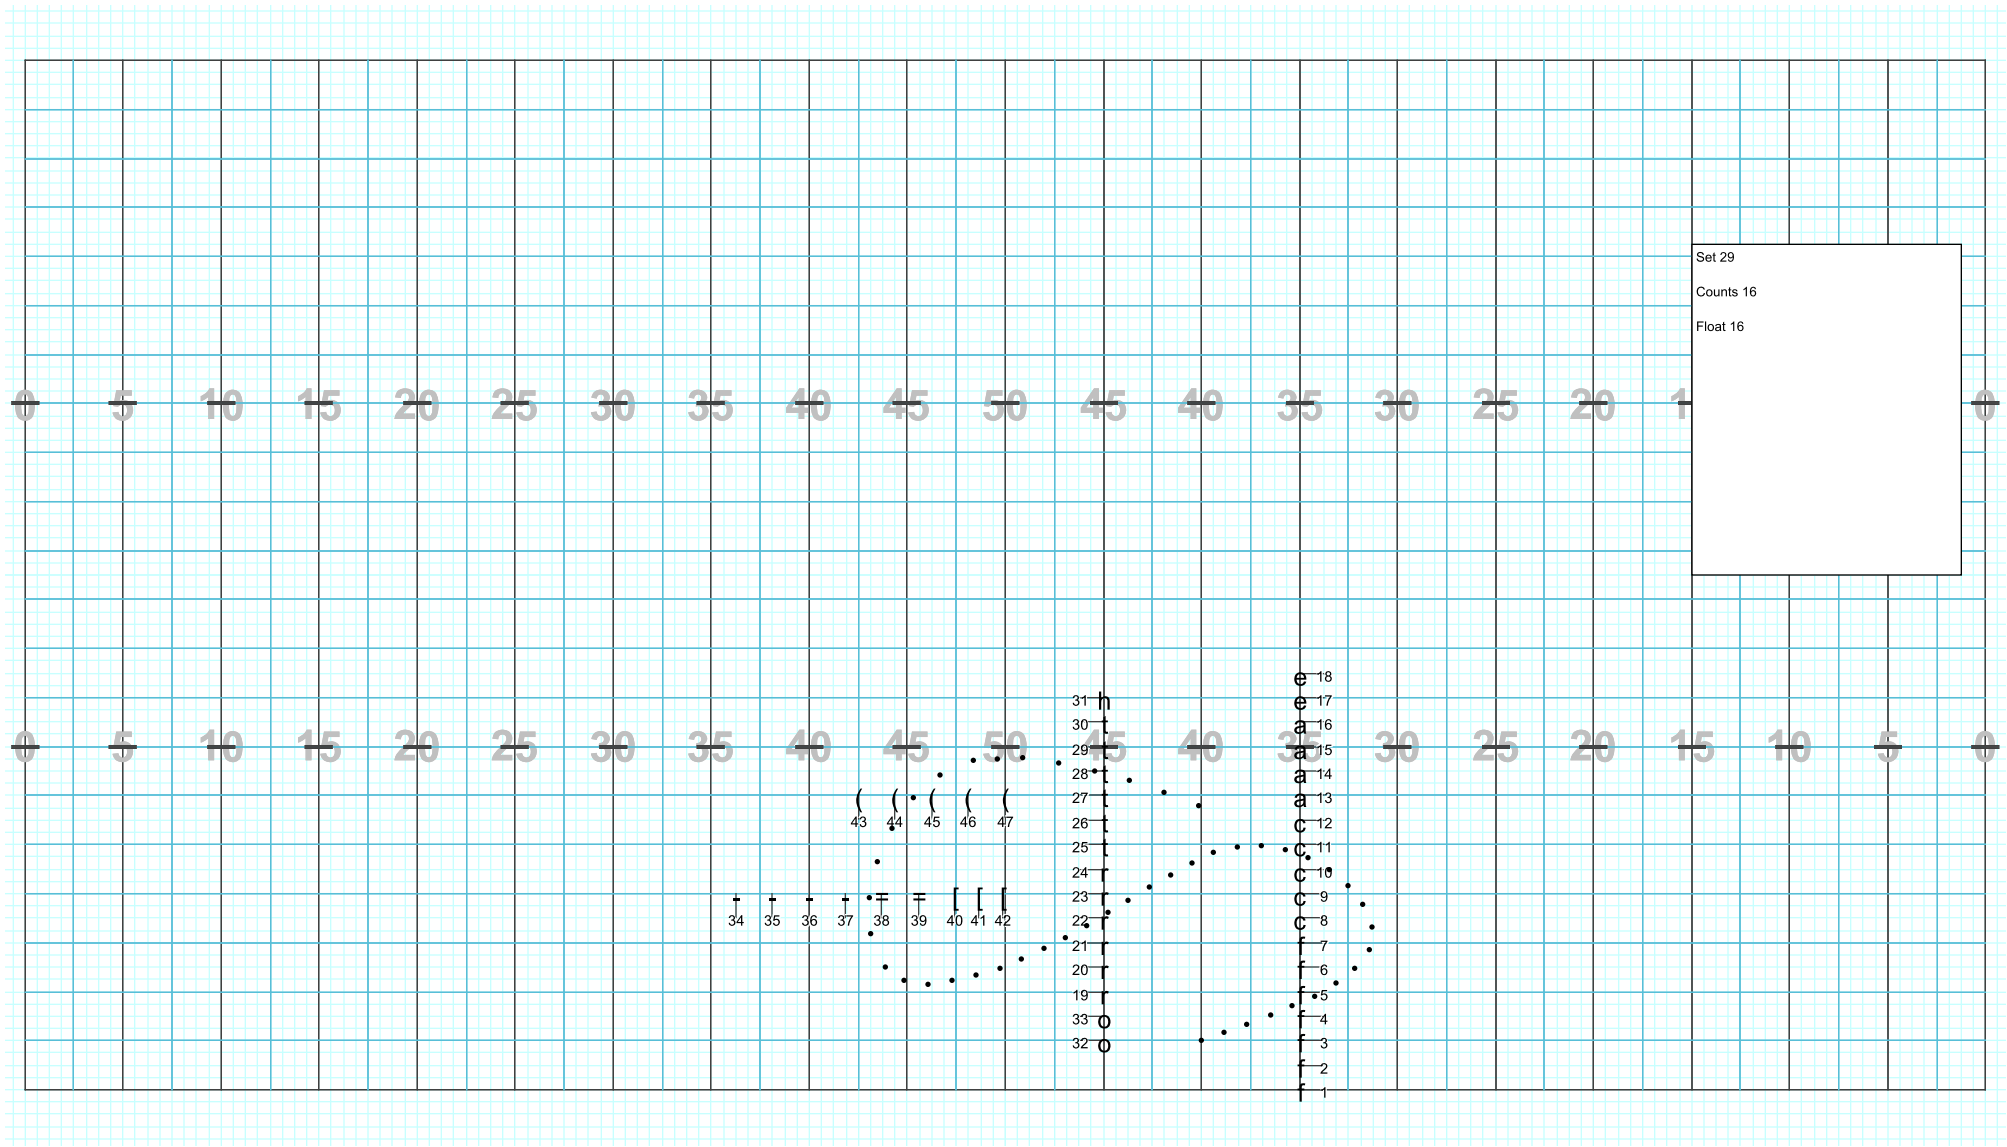 Set 29
Counts 16
Float 16
0 5 10 15 20 25 30 35 40 45 50 45 40 35 30 25 20 1 0
e 18
31 h e 17
30 t a 16
0 5 10 15 20 25 30 35 40 45 50 45 40 35 30 25 20 15 10 5 0
29 t a 15
28 t a 14
( ( ( ( ( 27 t a 13
43 44 45 46 47 26 t c 12
25 t c 11
24 r c 10
- - - - = = [ [ [ 23 r c 9
34 35 36 37 38 39 40 41 42 22 r c 8
21 r f 7
20 r f 6
19 r f 5
33 o f 4
32 o f 3
f 2
f 1